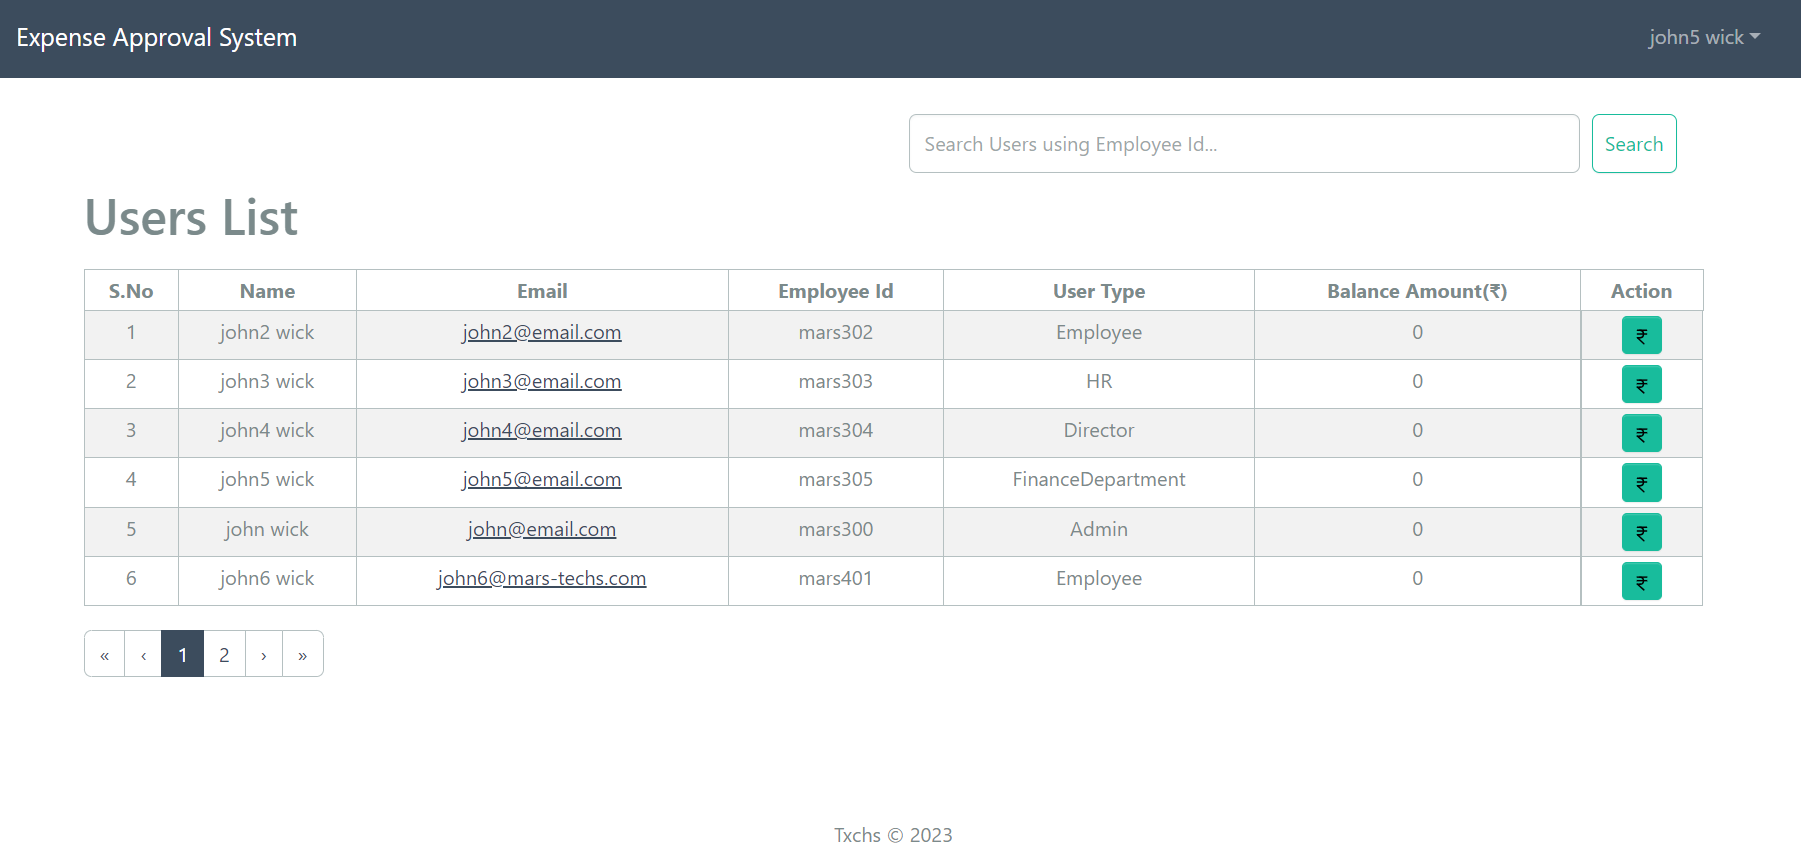 Expense Approval System john5 wick
Search Users using Employee Id... Search
Users List
S.No Name Email Employee Id User Type Balance Amount(₹) Action
1 john2 wick john2@email.com mars302 Employee 0 ₹
2 john3 wick john3@email.com mars303 HR 0 ₹
3 john4 wick john4@email.com mars304 Director 0 ₹
4 john5 wick john5@email.com mars305 FinanceDepartment 0 ₹
5 john wick john@email.com mars300 Admin 0 ₹
6 john6 wick john6@mars-techs.com mars401 Employee 0 ₹
« ‹ 1 2 › »
Txchs © 2023